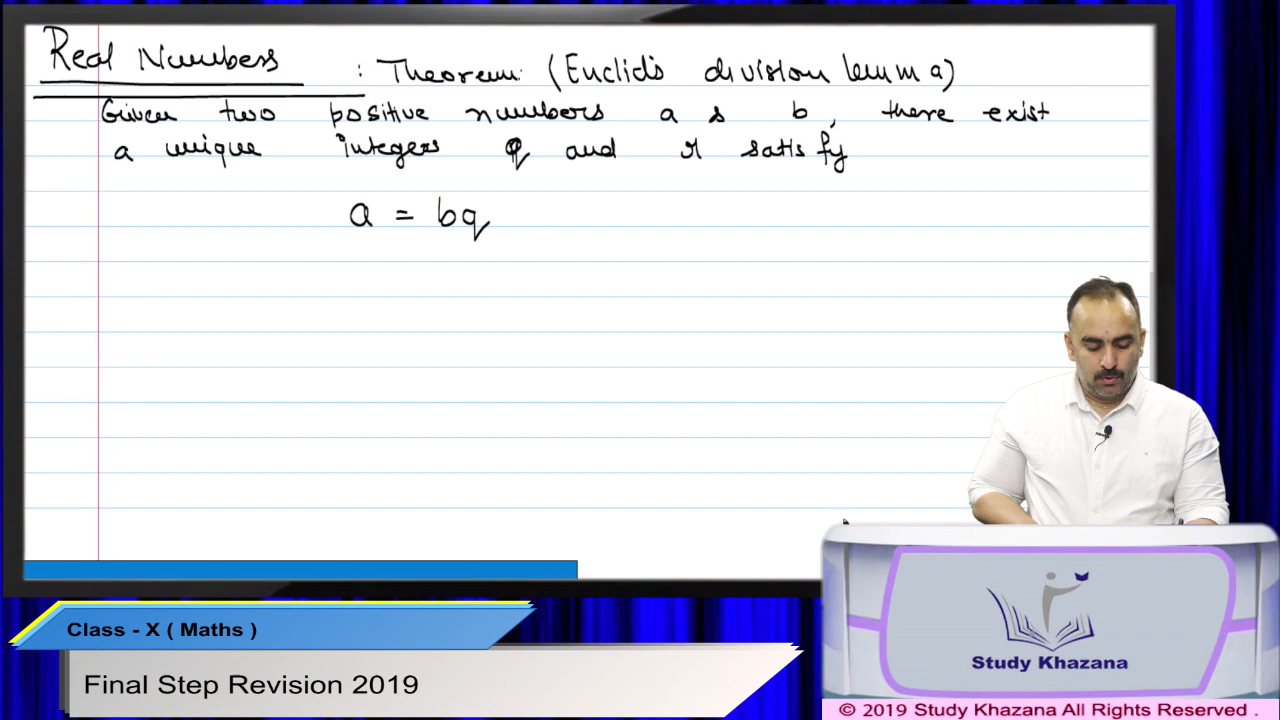 Real Numbers
: Theorem: (Euclid's division lemma)
Given two positive numbers a & b, there exist
a unique integers q and r satisfy
a = bq
Class - X ( Maths )
Final Step Revision 2019
Study Khazana
© 2019 Study Khazana All Rights Reserved .